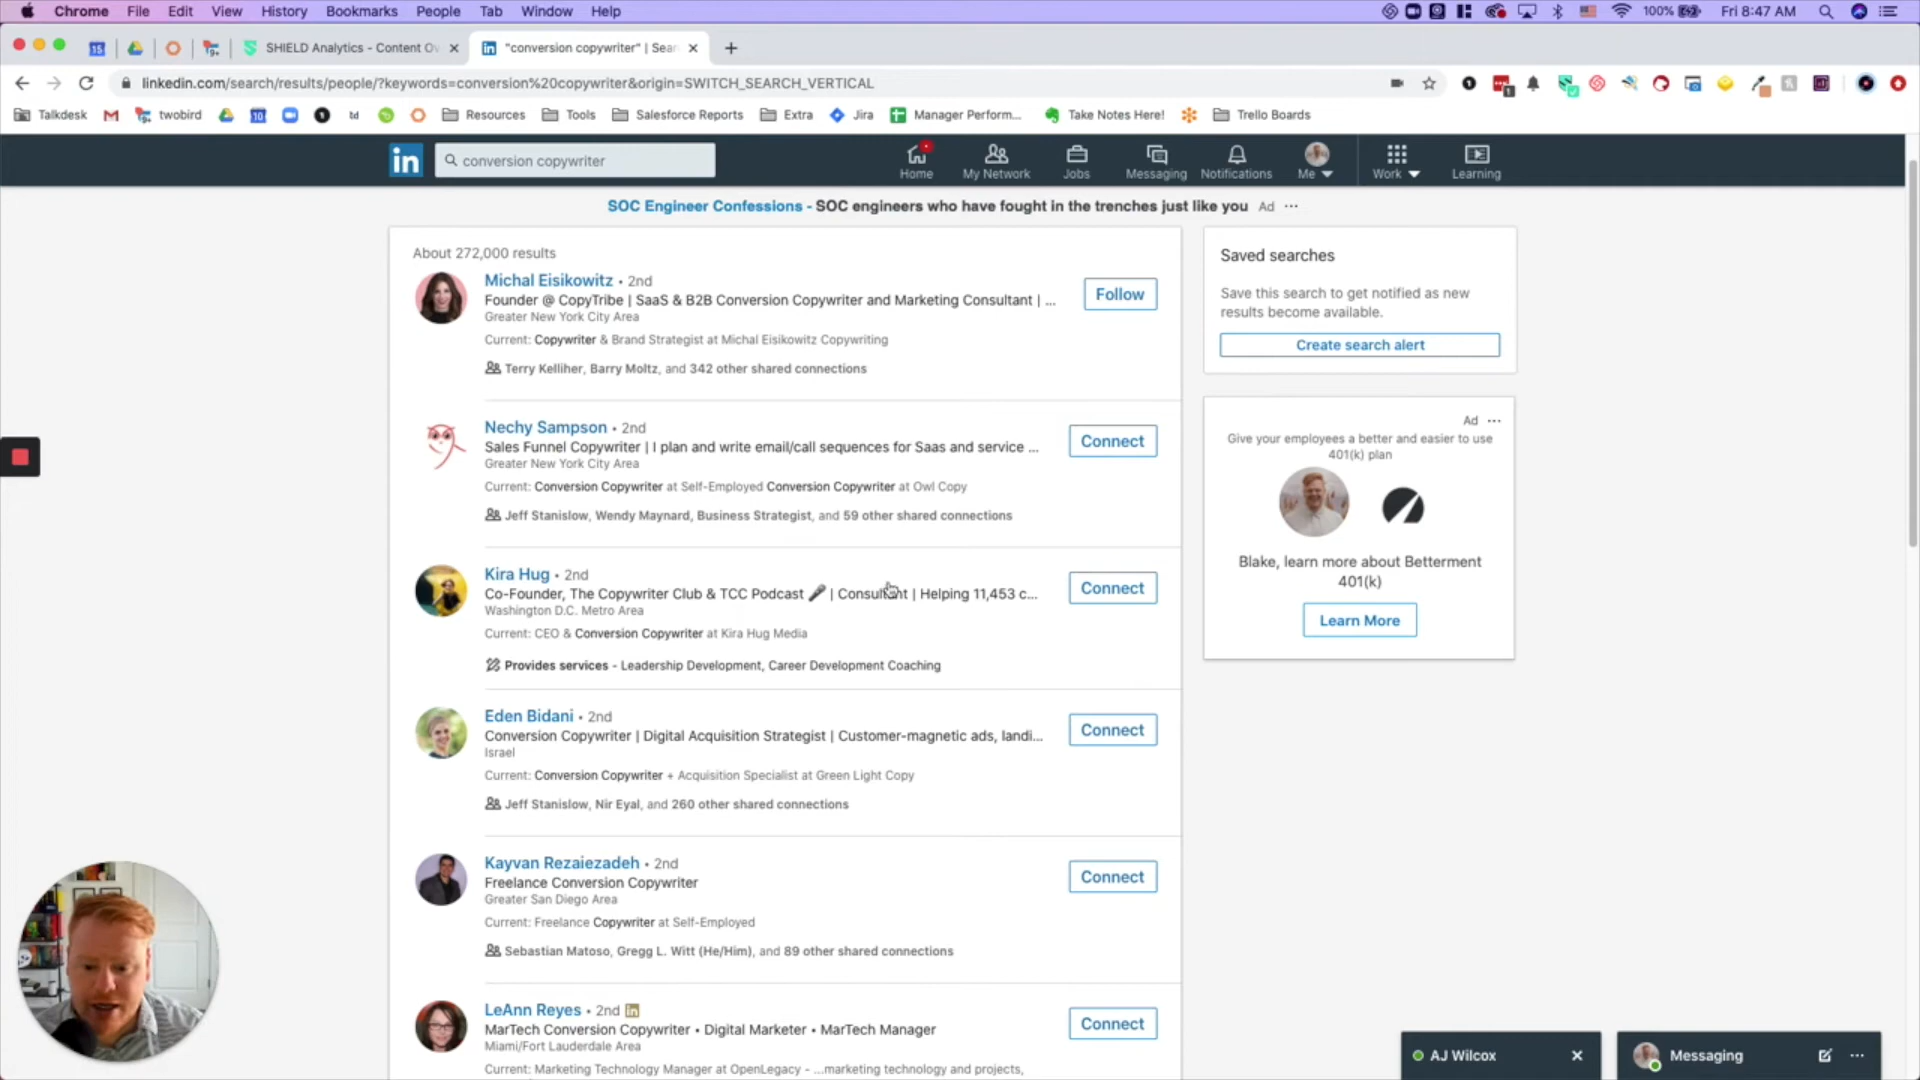 Chrome File Edit View History Bookmarks People Tab Window Help 100% Fri 8:47 AM
15 SHIELD Analytics - Content Ov "conversion copywriter" | Sear
linkedin.com/search/results/people/?keywords=conversion%20copywriter&origin=SWITCH_SEARCH_VERTICAL
Talkdesk twobird 10 Resources Tools Salesforce Reports Extra Jira Manager Perform... Take Notes Here! Trello Boards
in conversion copywriter Home My Network Jobs Messaging Notifications Me Work Learning
SOC Engineer Confessions - SOC engineers who have fought in the trenches just like you Ad ...
About 272,000 results
Michal Eisikowitz • 2nd
Founder @ CopyTribe | SaaS & B2B Conversion Copywriter and Marketing Consultant | ...
Greater New York City Area
Current: Copywriter & Brand Strategist at Michal Eisikowitz Copywriting
Terry Kelliher, Barry Moltz, and 342 other shared connections
Follow
Nechy Sampson • 2nd
Sales Funnel Copywriter | I plan and write email/call sequences for Saas and service ...
Greater New York City Area
Current: Conversion Copywriter at Self-Employed Conversion Copywriter at Owl Copy
Jeff Stanislow, Wendy Maynard, Business Strategist, and 59 other shared connections
Connect
Kira Hug • 2nd
Co-Founder, The Copywriter Club & TCC Podcast 🎤 | Consultant | Helping 11,453 c...
Washington D.C. Metro Area
Current: CEO & Conversion Copywriter at Kira Hug Media
Provides services - Leadership Development, Career Development Coaching
Connect
Eden Bidani • 2nd
Conversion Copywriter | Digital Acquisition Strategist | Customer-magnetic ads, landi...
Israel
Current: Conversion Copywriter + Acquisition Specialist at Green Light Copy
Jeff Stanislow, Nir Eyal, and 260 other shared connections
Connect
Kayvan Rezaiezadeh • 2nd
Freelance Conversion Copywriter
Greater San Diego Area
Current: Freelance Copywriter at Self-Employed
Sebastian Matoso, Gregg L. Witt (He/Him), and 89 other shared connections
Connect
LeAnn Reyes • 2nd in
MarTech Conversion Copywriter • Digital Marketer • MarTech Manager
Miami/Fort Lauderdale Area
Current: Marketing Technology Manager at OpenLegacy - ...marketing technology and projects,
Connect
Saved searches
Save this search to get notified as new
results become available.
Create search alert
Ad ...
Give your employees a better and easier to use
401(k) plan
Blake, learn more about Betterment
401(k)
Learn More
AJ Wilcox
Messaging